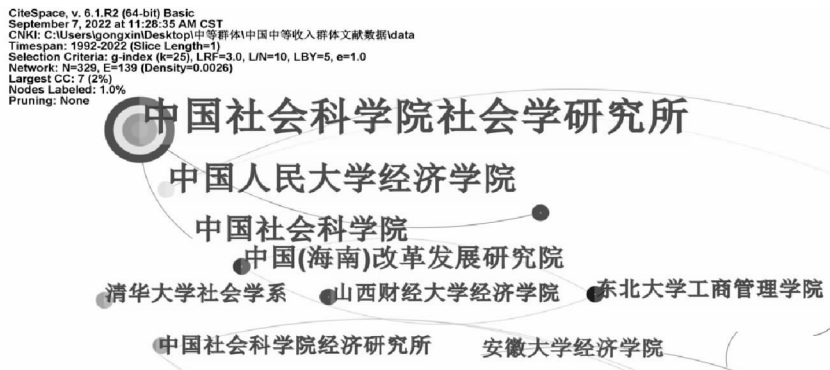 CiteSpace, v. 6.1.R2 (64-bit) Basic
September 7, 2022 at 11:28:35 AM CST
CNKI: C:\Users\gongxin\Desktop\中等群体\中国中等收入群体文献数据\data
Timespan: 1992-2022 (Slice Length=1)
Selection Criteria: g-index (k=25), LRF=3.0, L/N=10, LBY=5, e=1.0
Network: N=329, E=139 (Density=0.0026)
Largest CC: 7 (2%)
Nodes Labeled: 1.0%
Pruning: None
中国社会科学院社会学研究所
中国人民大学经济学院
中国社会科学院
中国(海南)改革发展研究院
清华大学社会学系 山西财经大学经济学院 东北大学工商管理学院
中国社会科学院经济研究所 安徽大学经济学院